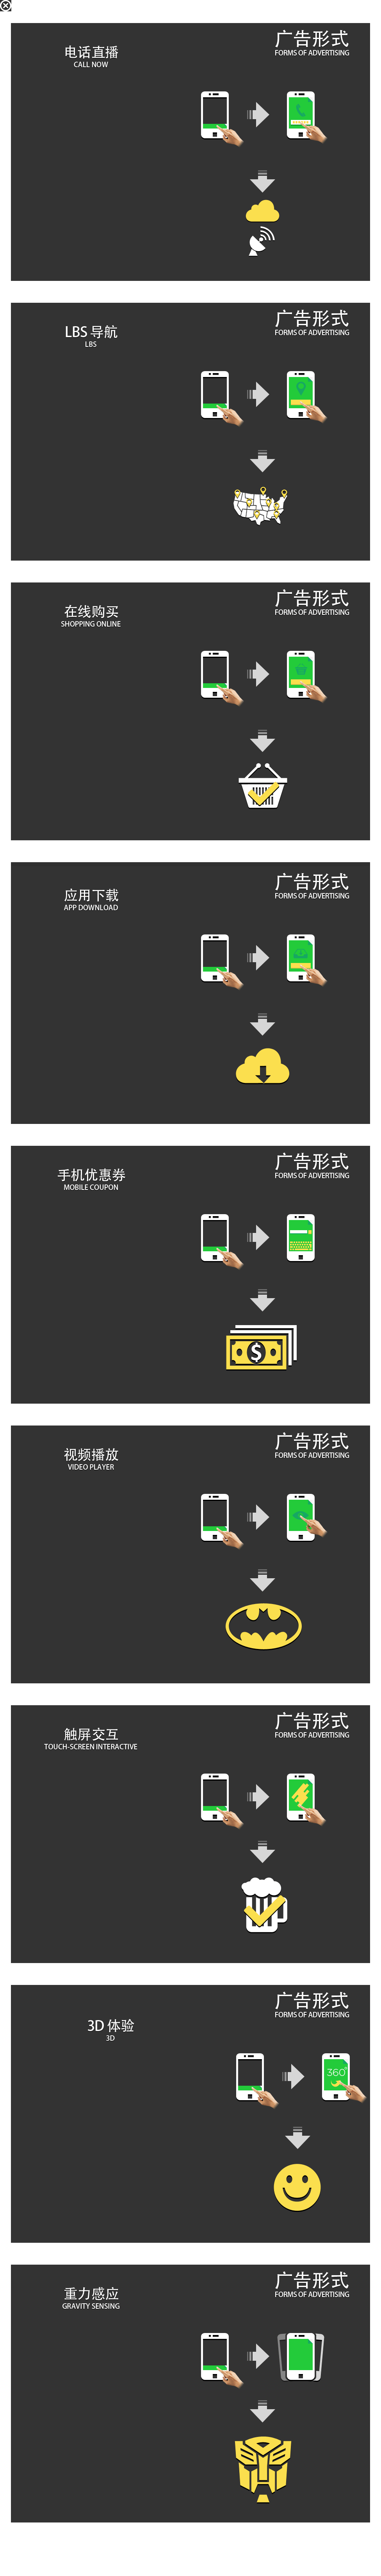 电话直播
CALL NOW
广告形式
FORMS OF ADVERTISING
LBS 导航
LBS
广告形式
FORMS OF ADVERTISING
在线购买
SHOPPING ONLINE
广告形式
FORMS OF ADVERTISING
应用下载
APP DOWNLOAD
广告形式
FORMS OF ADVERTISING
手机优惠券
MOBILE COUPON
广告形式
FORMS OF ADVERTISING
$
视频播放
VIDEO PLAYER
广告形式
FORMS OF ADVERTISING
触屏交互
TOUCH-SCREEN INTERACTIVE
广告形式
FORMS OF ADVERTISING
3D 体验
3D
广告形式
FORMS OF ADVERTISING
360°
重力感应
GRAVITY SENSING
广告形式
FORMS OF ADVERTISING